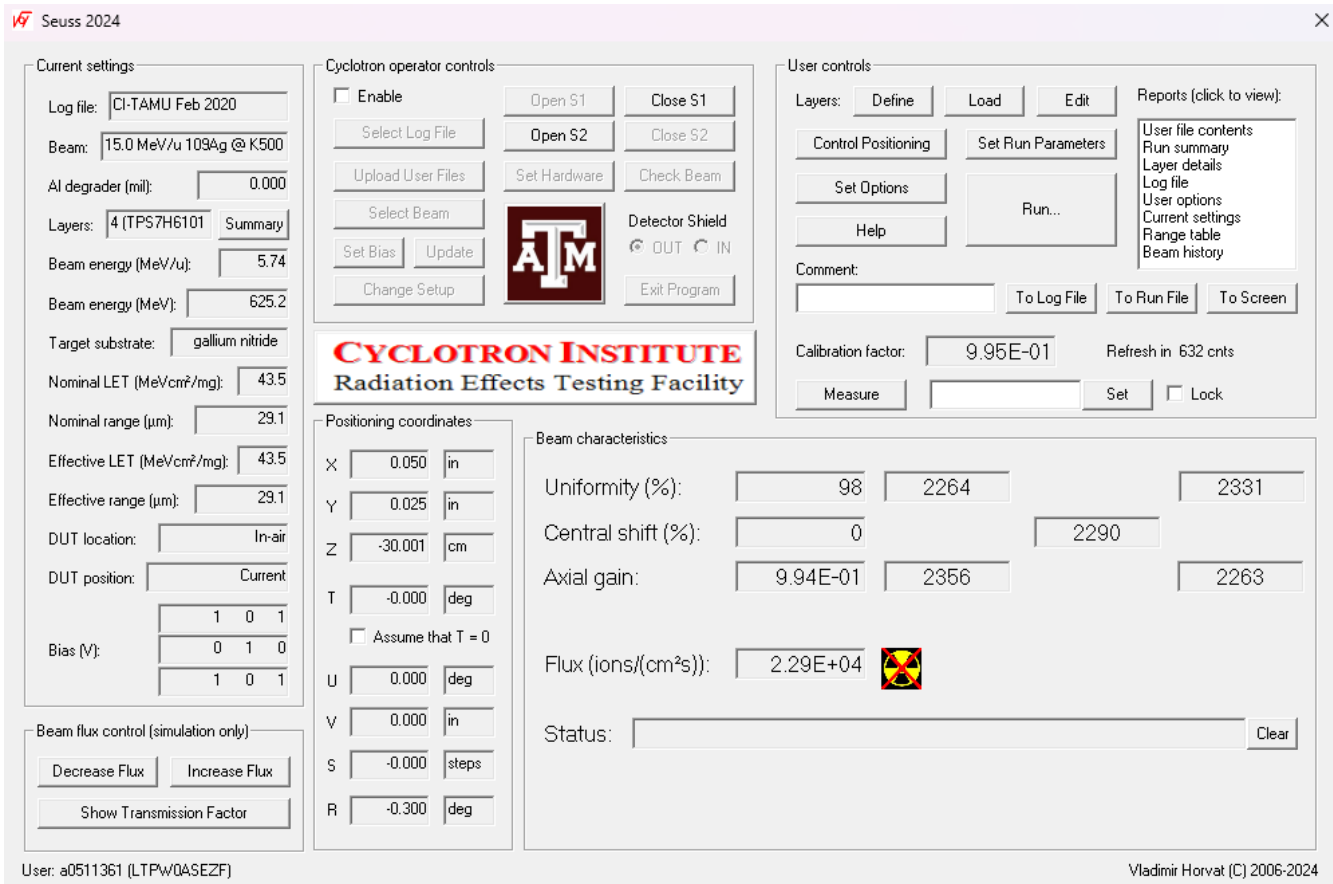 Seuss 2024
Current settings
Log file: CI-TAMU Feb 2020
Beam: 15.0 MeV/u 109Ag @ K500
Al degrader (mil): 0.000
Layers: 4 (TPS7H6101 Summary
Beam energy (MeV/u): 5.74
Beam energy (MeV): 625.2
Target substrate: gallium nitride
Nominal LET (MeVcm²/mg): 43.5
Nominal range (µm): 29.1
Effective LET (MeVcm²/mg): 43.5
Effective range (µm): 29.1
DUT location: In-air
DUT position: Current
1 0 1
Bias (V): 0 1 0
1 0 1
Beam flux control (simulation only)
Decrease Flux Increase Flux
Show Transmission Factor
Cyclotron operator controls
Enable Open S1 Close S1
Select Log File Open S2 Close S2
Upload User Files Set Hardware Check Beam
Select Beam
Detector Shield
Set Bias Update OUT IN
Change Setup Exit Program
ATM
CYCLOTRON INSTITUTE
Radiation Effects Testing Facility
Positioning coordinates
X 0.050 in
Y 0.025 in
Z -30.001 cm
T -0.000 deg
Assume that T = 0
U 0.000 deg
V 0.000 in
S -0.000 steps
R -0.300 deg
User controls
Layers: Define Load Edit
Control Positioning Set Run Parameters
Set Options
Run...
Help
Reports (click to view):
User file contents
Run summary
Layer details
Log file
User options
Current settings
Range table
Beam history
Comment:
To Log File To Run File To Screen
Calibration factor: 9.95E-01 Refresh in 632 cnts
Measure Set Lock
Beam characteristics
Uniformity (%): 98 2264 2331
Central shift (%): 0 2290
Axial gain: 9.94E-01 2356 2263
Flux (ions/(cm²s)): 2.29E+04
Status: Clear
User: a0511361 (LTPW0ASEZF)
Vladimir Horvat (C) 2006-2024